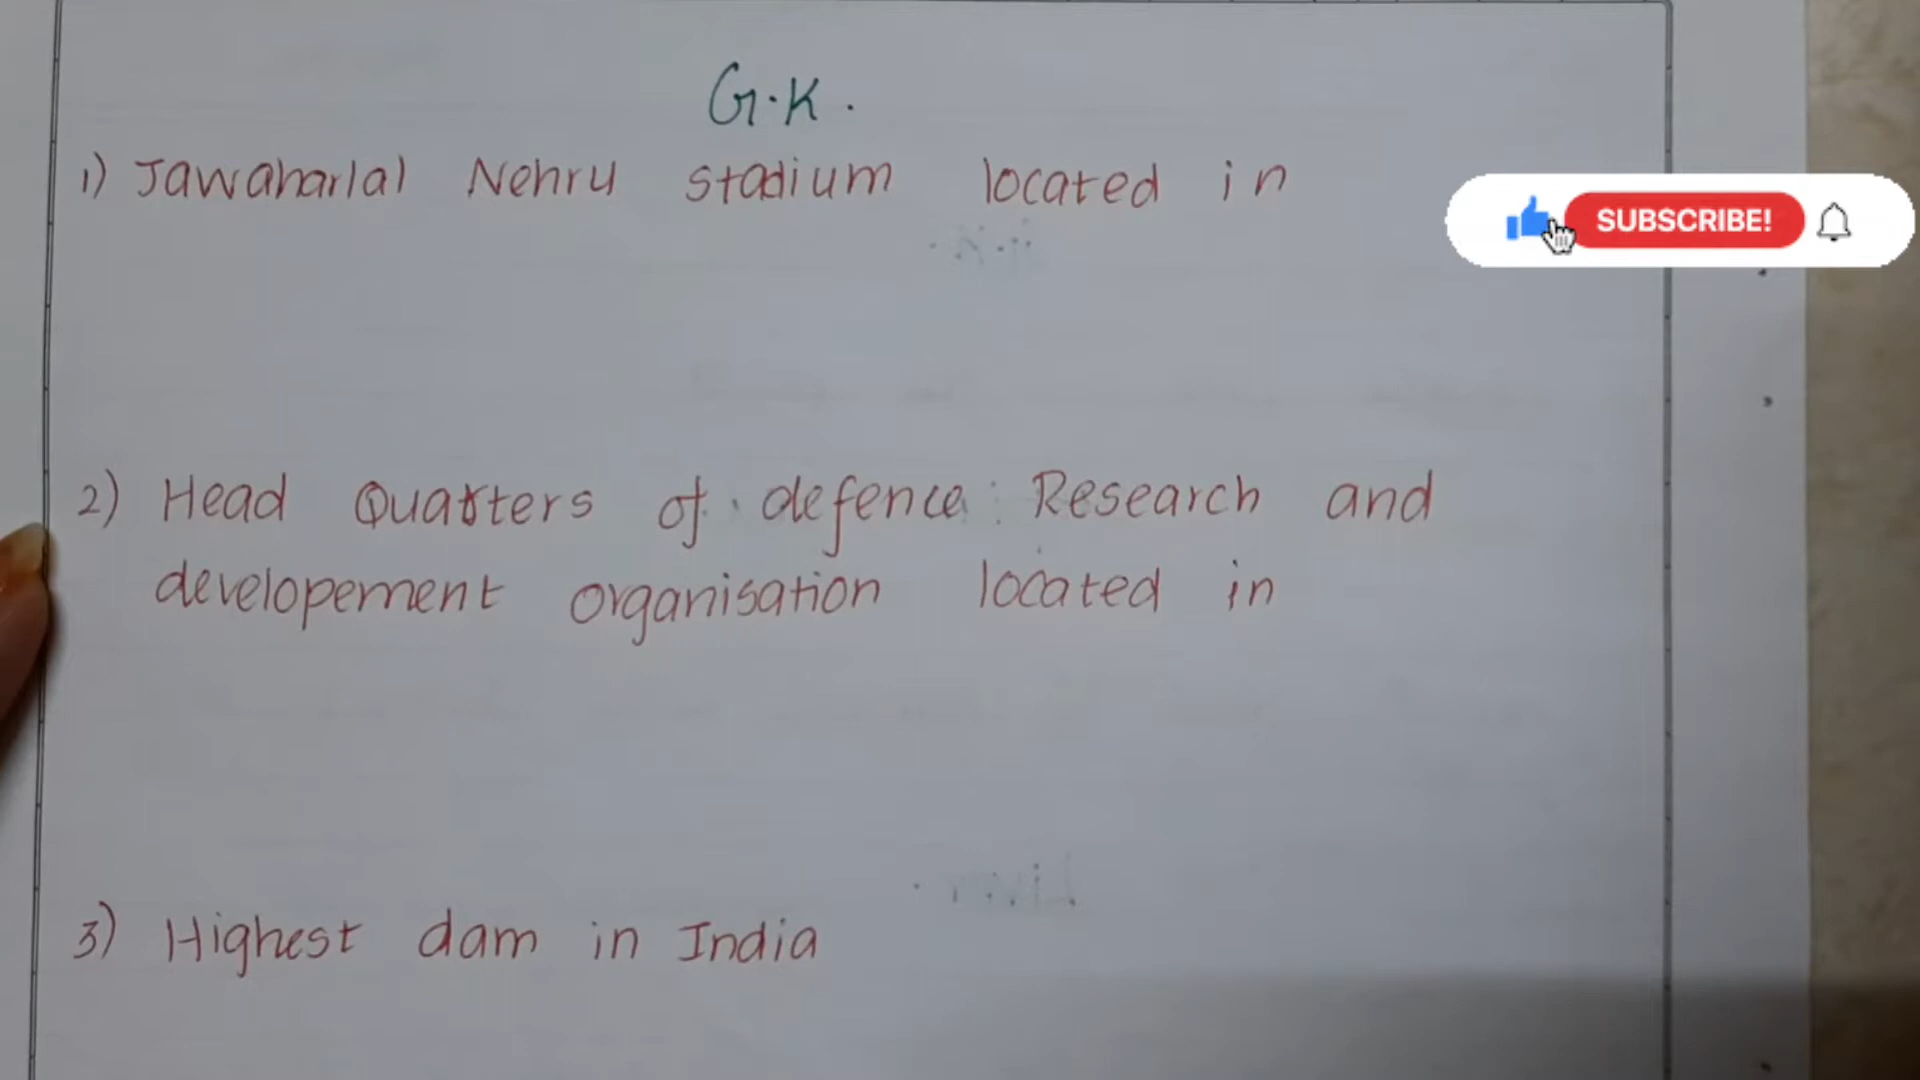 G.K.
1) Jawaharlal Nehru stadium located in
SUBSCRIBE!
2) Head Quarters of defence Research and
developement organisation located in
3) Highest dam in India